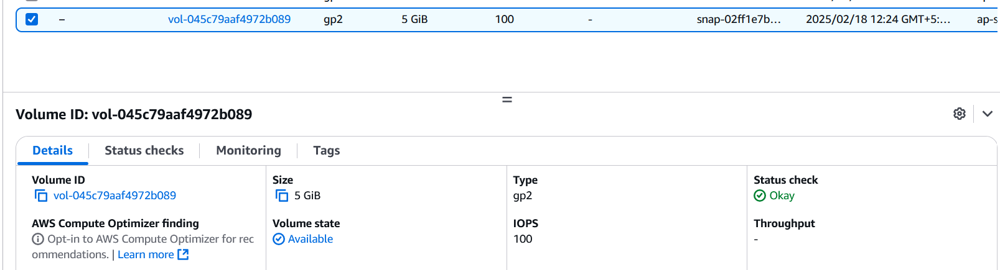 – vol-045c79aaf4972b089 gp2 5 GiB 100 - snap-02ff1e7b... 2025/02/18 12:24 GMT+5:... ap-s
Volume ID: vol-045c79aaf4972b089
Details Status checks Monitoring Tags
Volume ID Size Type Status check
vol-045c79aaf4972b089 5 GiB gp2 Okay
AWS Compute Optimizer finding Volume state IOPS Throughput
Opt-in to AWS Compute Optimizer for rec Available 100 -
ommendations. | Learn more